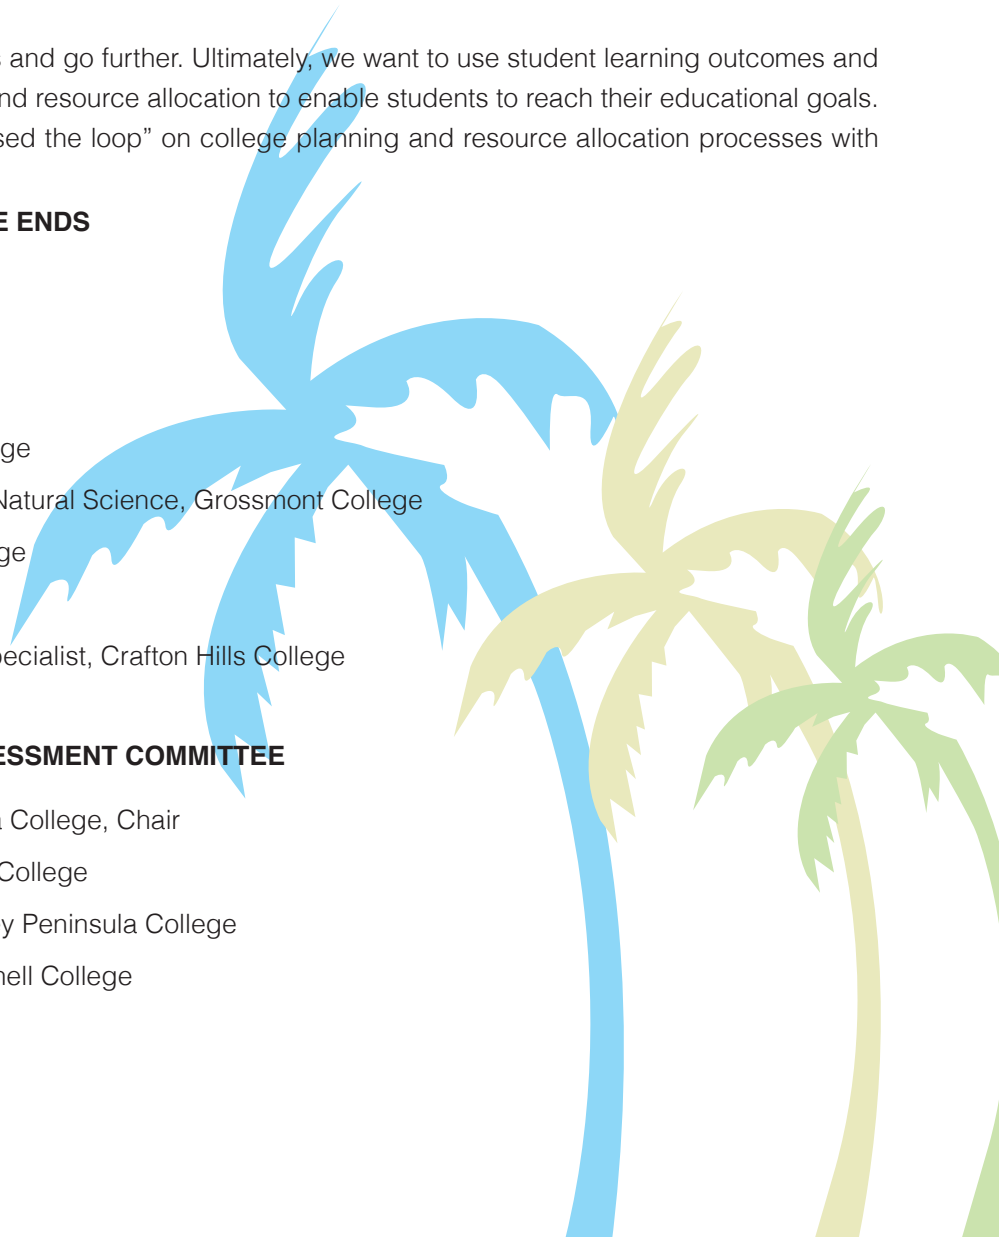 and go further. Ultimately, we want to use student learning outcomes and
nd resource allocation to enable students to reach their educational goals.
sed the loop” on college planning and resource allocation processes with
E ENDS
ge
Natural Science, Grossmont College
ge
pecialist, Crafton Hills College
ESSMENT COMMITTEE
College, Chair
College
y Peninsula College
nell College